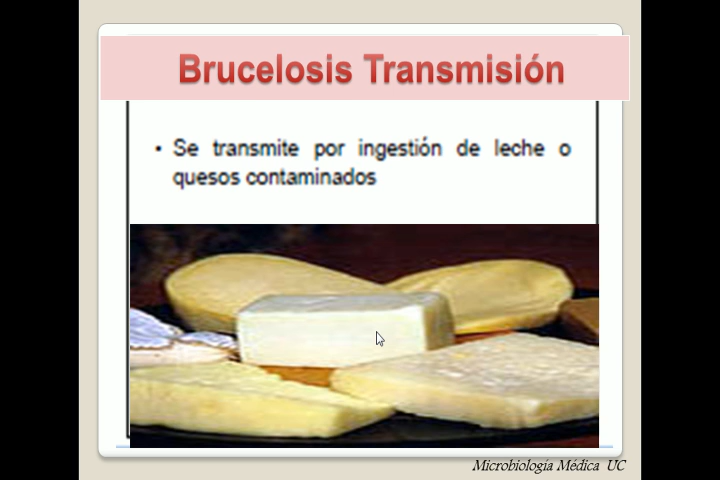 Brucelosis Transmisión
• Se transmite por ingestión de leche o
quesos contaminados
Microbiología Médica UC